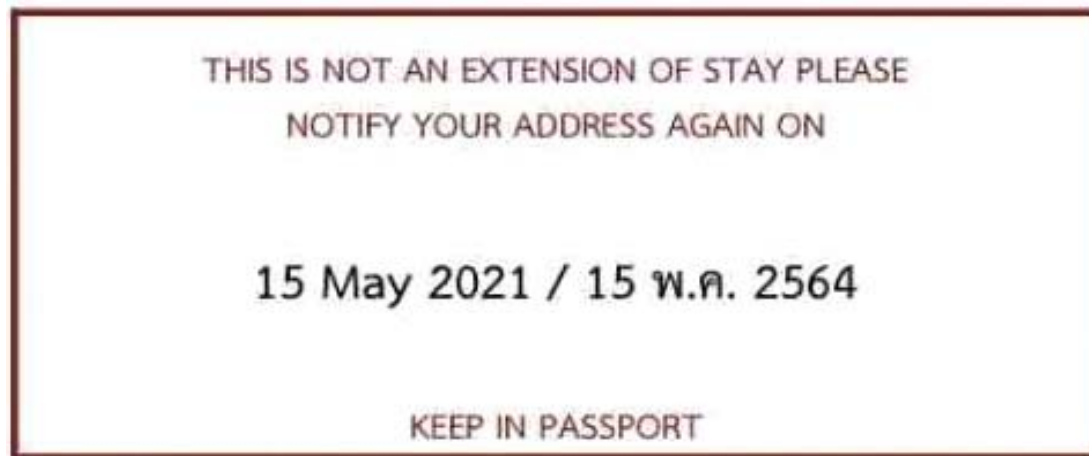 THIS IS NOT AN EXTENSION OF STAY PLEASE
NOTIFY YOUR ADDRESS AGAIN ON
15 May 2021 / 15 พ.ค. 2564
KEEP IN PASSPORT